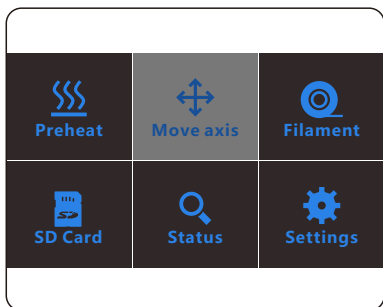 Preheat
Move axis
Filament
SD Card
Status
Settings